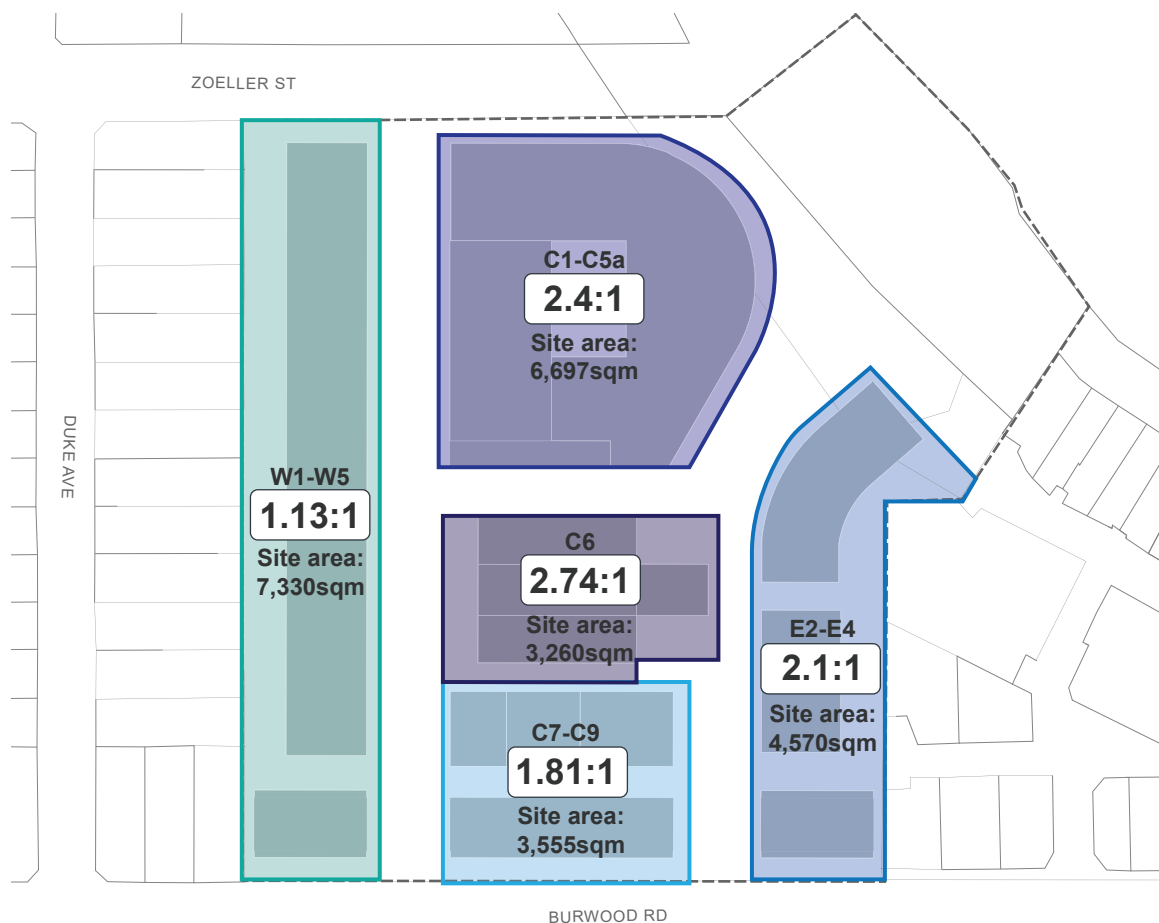 ZOELLER ST
C1-C5a
2.4:1
Site area:
6,697sqm
DUKE AVE
W1-W5
1.13:1
Site area:
7,330sqm
C6
2.74:1
Site area:
3,260sqm
E2-E4
2.1:1
Site area:
4,570sqm
C7-C9
1.81:1
Site area:
3,555sqm
BURWOOD RD